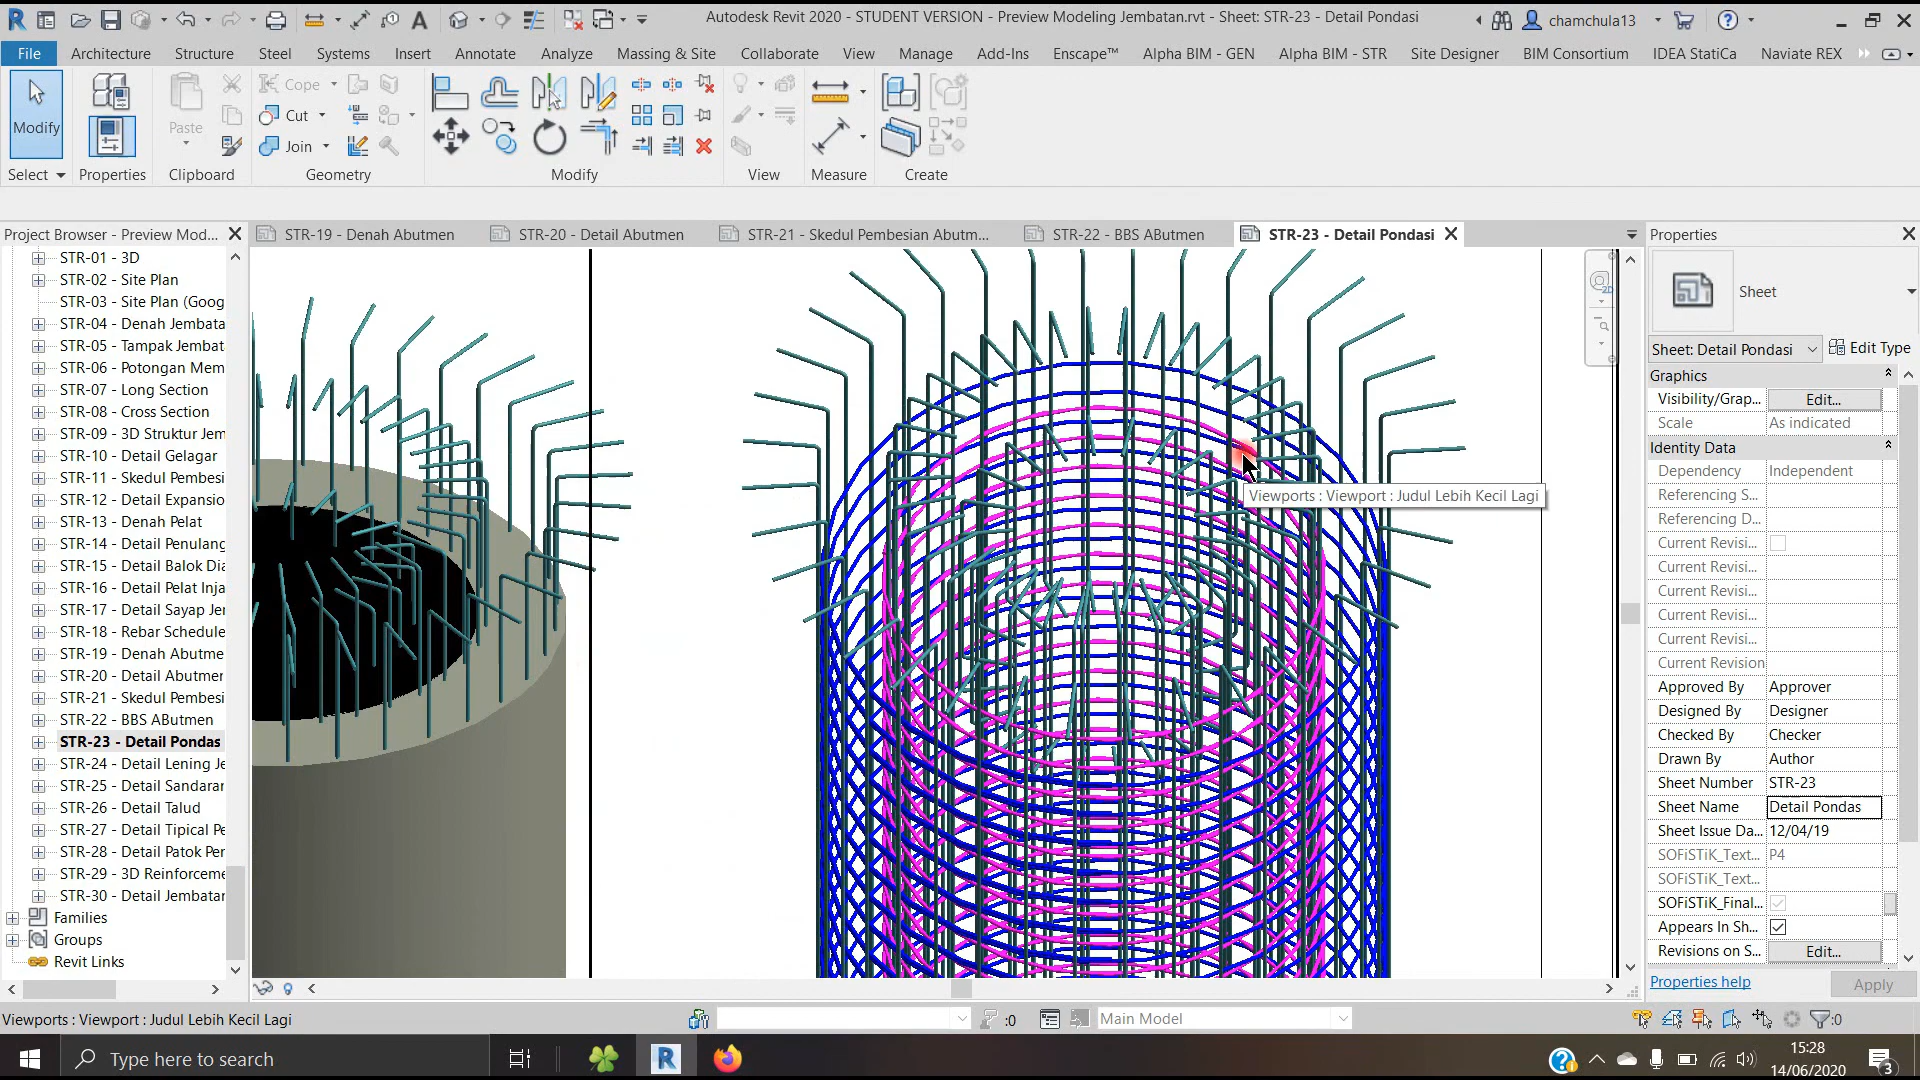 Autodesk Revit 2020 - STUDENT VERSION - Preview Modeling Jembatan.rvt - Sheet: STR-23 - Detail Pondasi
chamchula13
File Architecture Structure Steel Systems Insert Annotate Analyze Massing & Site Collaborate View Manage Add-Ins Enscape™ Alpha BIM - GEN Alpha BIM - STR Site Designer BIM Consortium IDEA StatiCa Naviate REX
Modify
Paste
Cope
Cut
Join
Select Properties Clipboard Geometry Modify View Measure Create
Project Browser - Preview Mod...
STR-19 - Denah Abutmen
STR-20 - Detail Abutmen
STR-21 - Skedul Pembesian Abutm...
STR-22 - BBS AButmen
STR-23 - Detail Pondasi
STR-01 - 3D
STR-02 - Site Plan
STR-03 - Site Plan (Goog
STR-04 - Denah Jembata
STR-05 - Tampak Jembat
STR-06 - Potongan Mem
STR-07 - Long Section
STR-08 - Cross Section
STR-09 - 3D Struktur Jem
STR-10 - Detail Gelagar
STR-11 - Skedul Pembes
STR-12 - Detail Expansio
STR-13 - Denah Pelat
STR-14 - Detail Penulang
STR-15 - Detail Balok Dia
STR-16 - Detail Pelat Inja
STR-17 - Detail Sayap Jer
STR-18 - Rebar Schedule
STR-19 - Denah Abutme
STR-20 - Detail Abutmer
STR-21 - Skedul Pembesi
STR-22 - BBS AButmen
STR-23 - Detail Pondas
STR-24 - Detail Lening Je
STR-25 - Detail Sandarar
STR-26 - Detail Talud
STR-27 - Detail Tipical Pe
STR-28 - Detail Patok Per
STR-29 - 3D Reinforceme
STR-30 - Detail Jembatar
Families
Groups
Revit Links
2D
Viewports : Viewport : Judul Lebih Kecil Lagi
Properties
Sheet
Sheet: Detail Pondasi
Edit Type
Graphics
Visibility/Grap... Edit...
Scale As indicated
Identity Data
Dependency Independent
Referencing S...
Referencing D...
Current Revisi...
Current Revisi...
Current Revisi...
Current Revisi...
Current Revisi...
Current Revision
Approved By Approver
Designed By Designer
Checked By Checker
Drawn By Author
Sheet Number STR-23
Sheet Name Detail Pondas
Sheet Issue Da... 12/04/19
SOFiSTiK_Text... P4
SOFiSTiK_Text...
SOFiSTiK_Final...
Appears In Sh...
Revisions on S... Edit...
Properties help
Apply
Viewports : Viewport : Judul Lebih Kecil Lagi
:0
Main Model
:0
Type here to search
15:28
14/06/2020
3